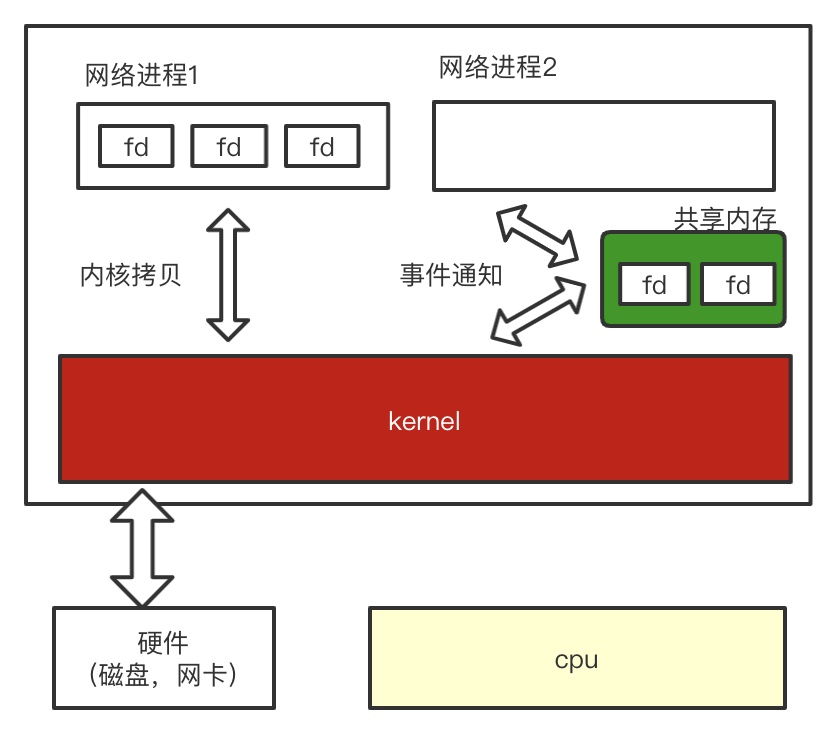 网络进程1
网络进程2
fd
fd
fd
共享内存
内核拷贝
事件通知
fd
fd
kernel
硬件
（磁盘，网卡）
cpu